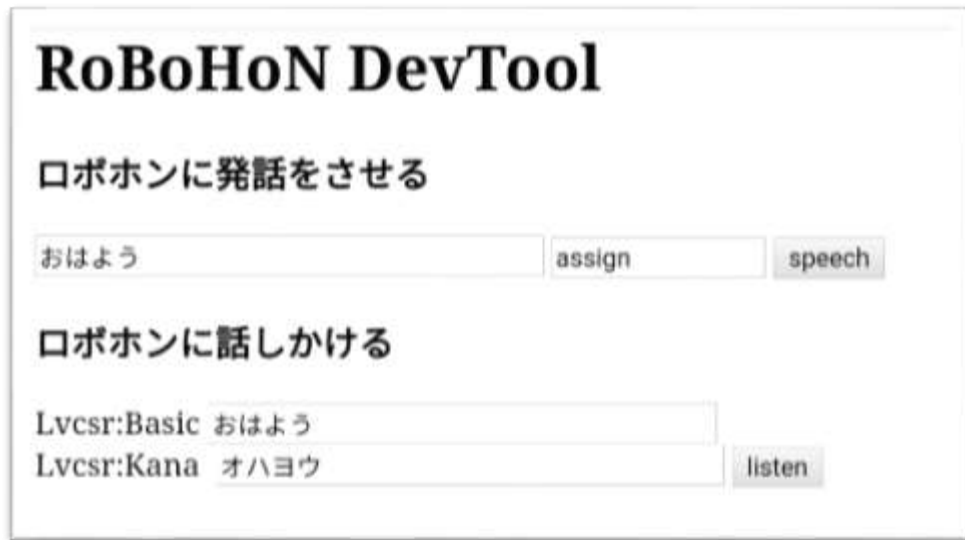 RoBoHoN DevTool
ロボホンに発話をさせる
おはよう assign speech
ロボホンに話しかける
Lvcsr:Basic おはよう
Lvcsr:Kana オハヨウ listen